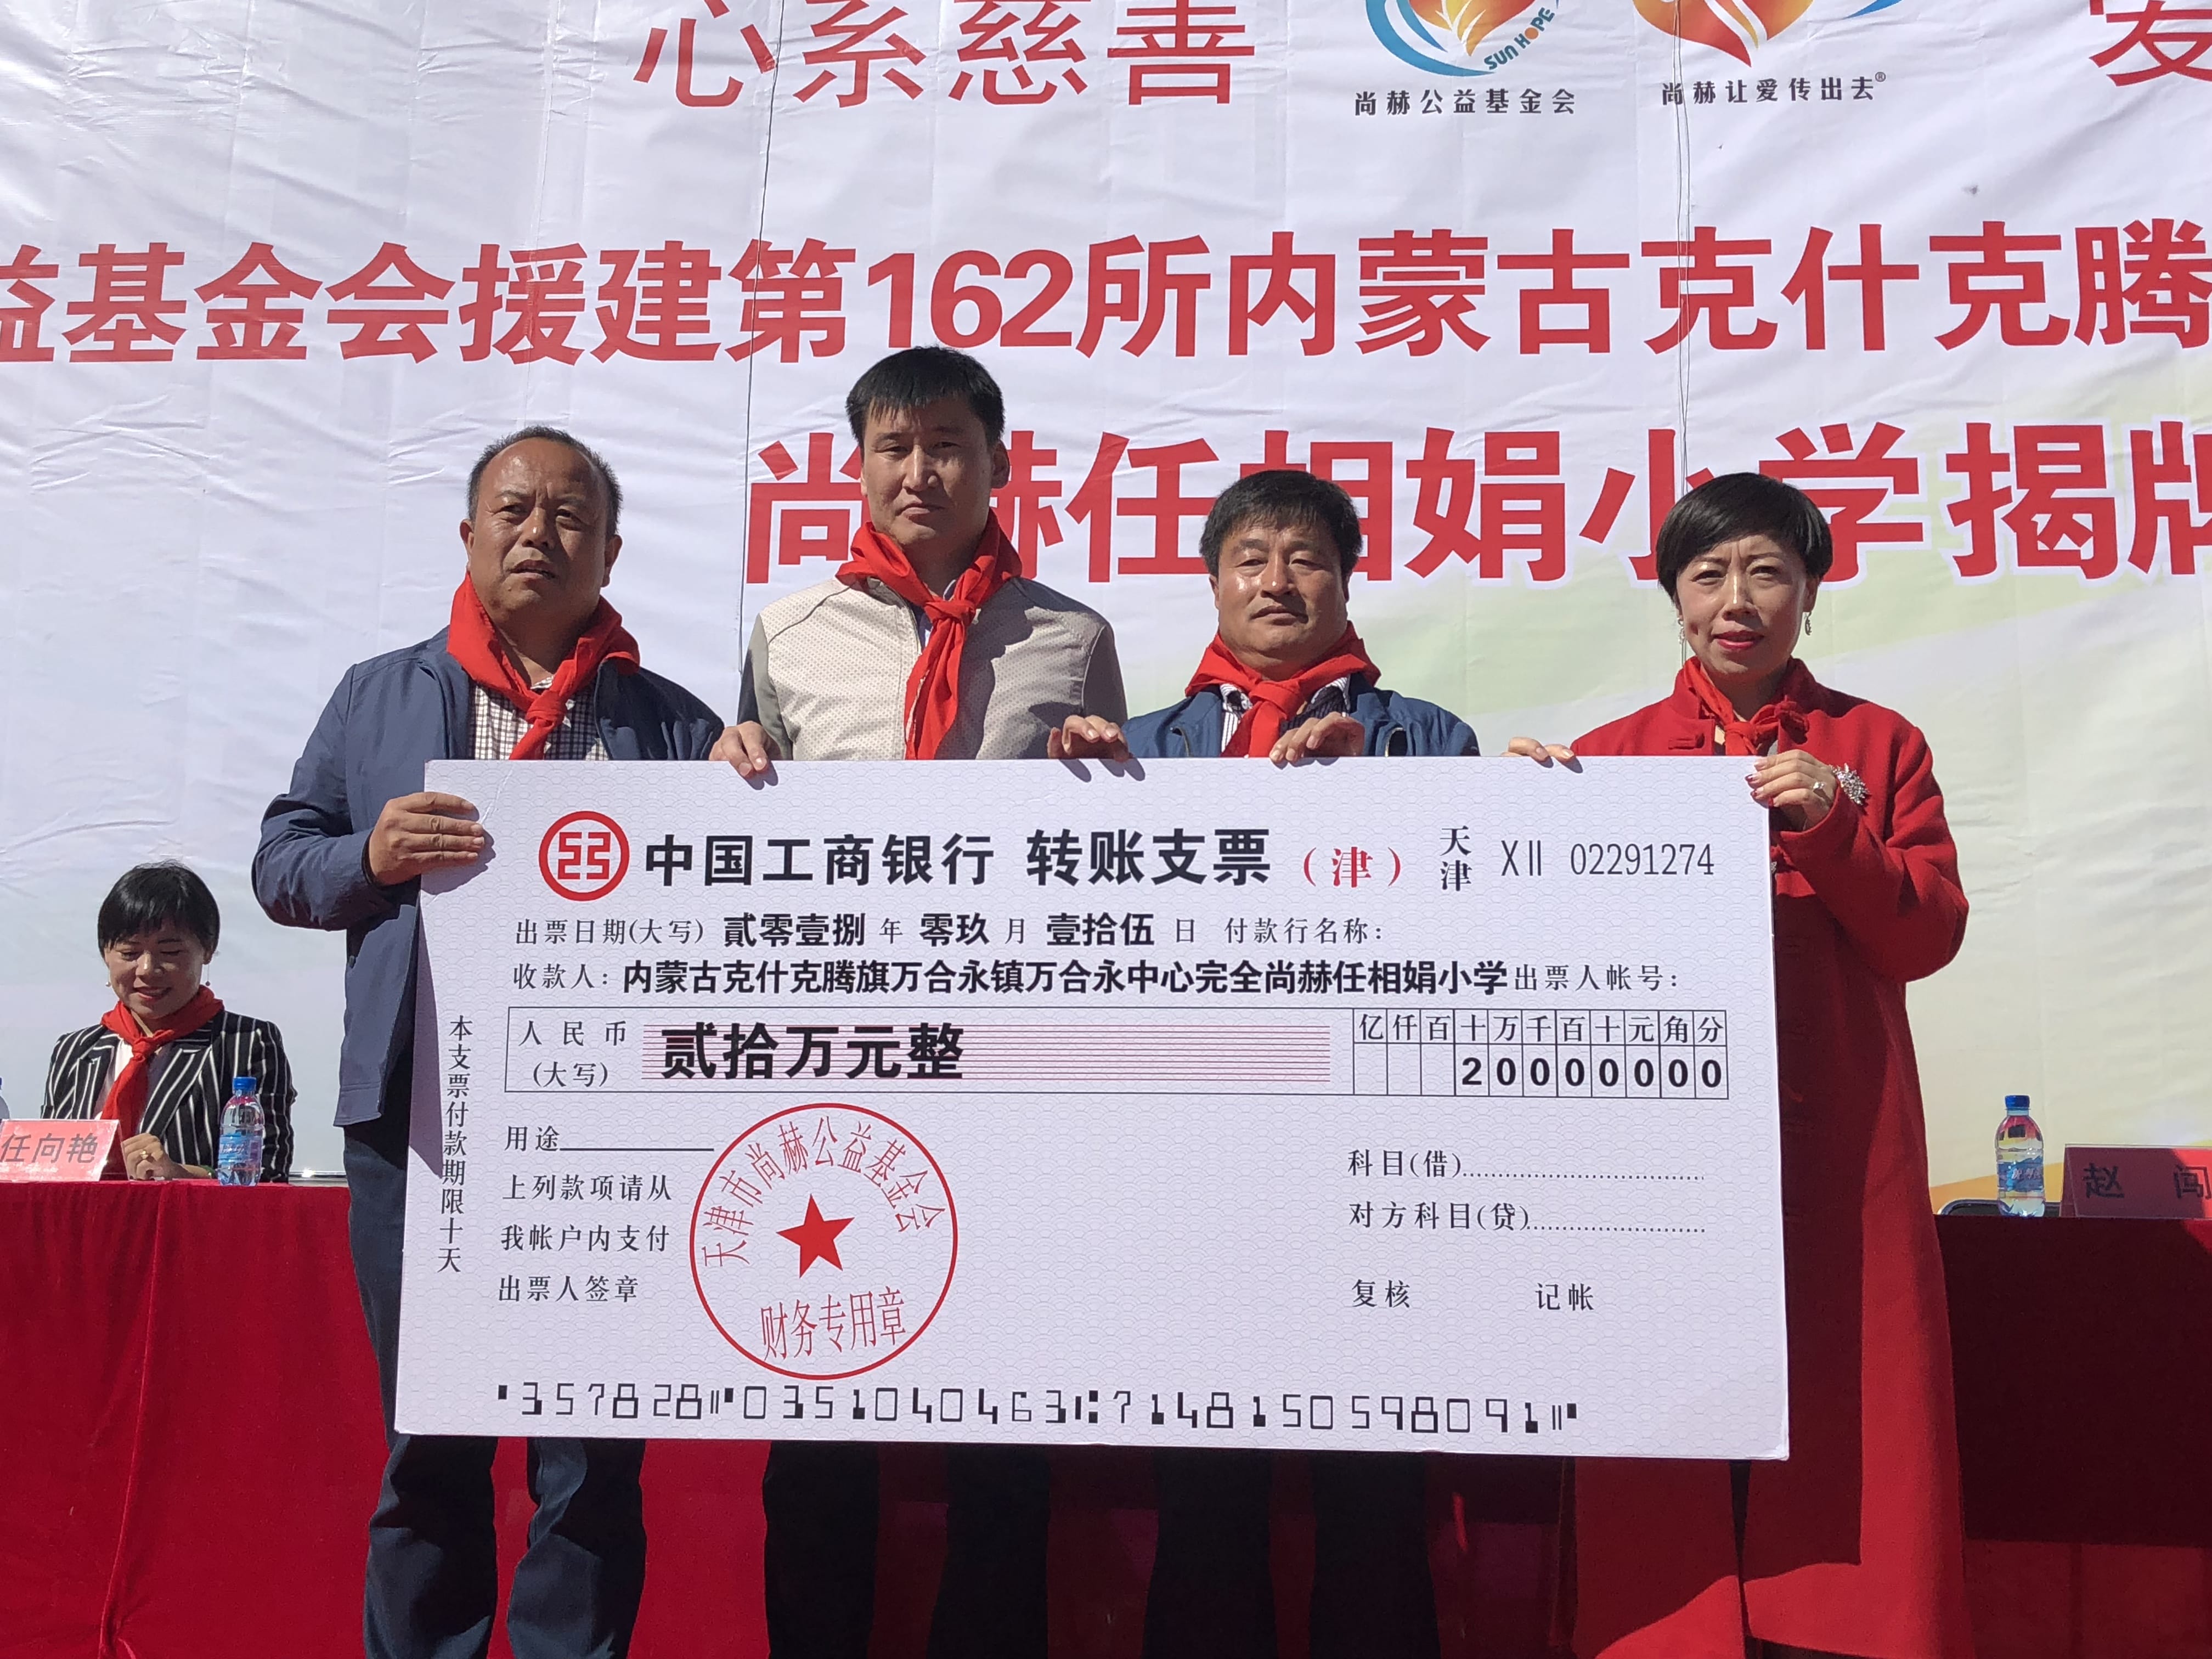 心系慈善
SUN HOPE
尚赫公益基金会
尚赫让爱传出去®
益基金会援建第162所内蒙古克什克腾
尚赫任相娟小学揭牌
中国工商银行 转账支票（津） 天津 XII 02291274
出票日期(大写) 貳零壹捌 年 零玖 月 壹拾伍 日 付款行名称：
收款人：内蒙古克什克腾旗万合永镇万合永中心完全尚赫任相娟小学 出票人帐号：
人民币(大写) 贰拾万元整
亿仟百十万千百十元角分
20000000
本支票付款期限十天
用途
上列款项请从
我帐户内支付
出票人签章
天津市尚赫公益基金会
财务专用章
科目(借)
对方科目(贷)
复核 记帐
357828 0351040463 714815059809 1
任向艳
赵 闯